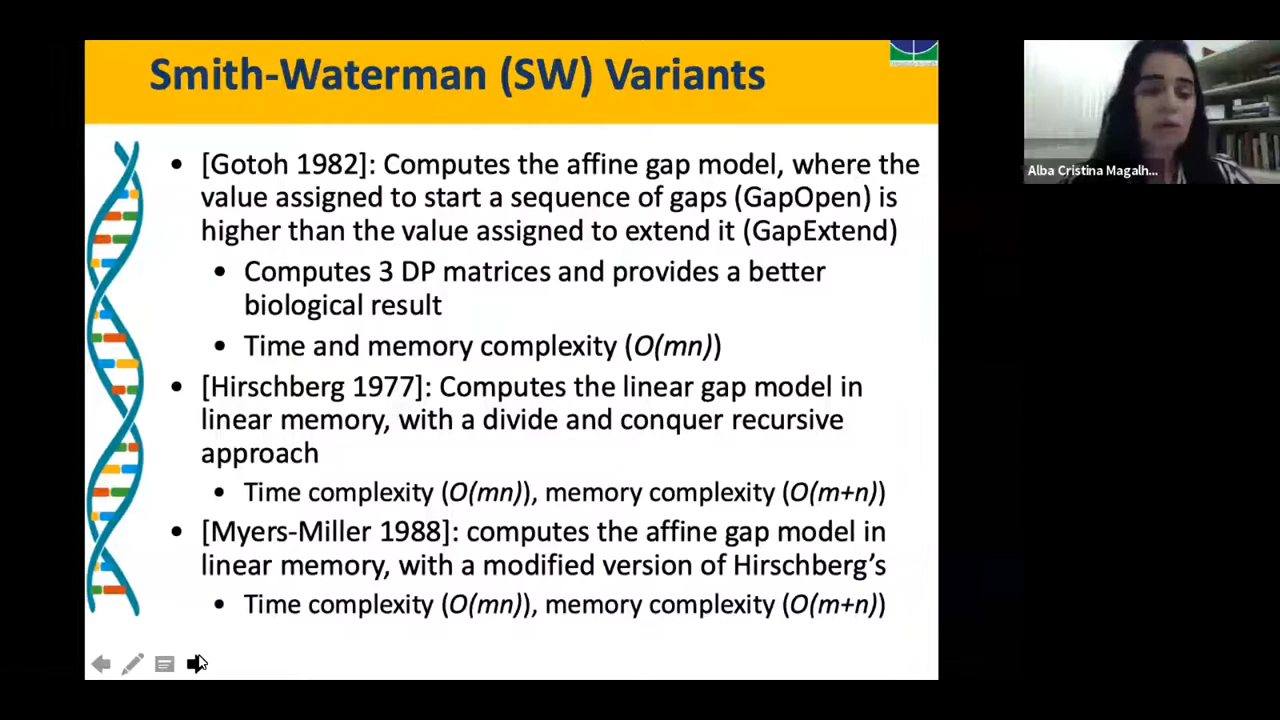 Smith-Waterman (SW) Variants
• [Gotoh 1982]: Computes the affine gap model, where the
value assigned to start a sequence of gaps (GapOpen) is
higher than the value assigned to extend it (GapExtend)
• Computes 3 DP matrices and provides a better
biological result
• Time and memory complexity (O(mn))
• [Hirschberg 1977]: Computes the linear gap model in
linear memory, with a divide and conquer recursive
approach
• Time complexity (O(mn)), memory complexity (O(m+n))
• [Myers-Miller 1988]: computes the affine gap model in
linear memory, with a modified version of Hirschberg’s
• Time complexity (O(mn)), memory complexity (O(m+n))
Alba Cristina Magalh...